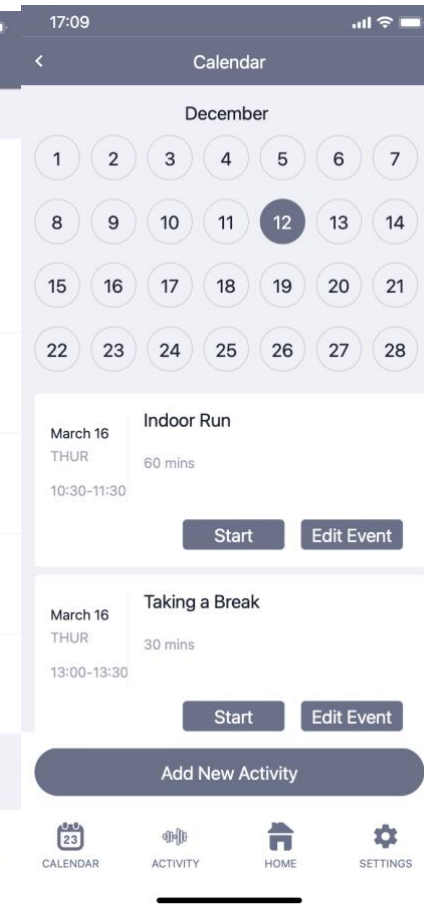 17:09
Calendar
December
1 2 3 4 5 6 7
8 9 10 11 12 13 14
15 16 17 18 19 20 21
22 23 24 25 26 27 28
Indoor Run
March 16
THUR
60 mins
10:30-11:30
Start Edit Event
Taking a Break
March 16
THUR
30 mins
13:00-13:30
Start Edit Event
Add New Activity
23
CALENDAR ACTIVITY HOME SETTINGS